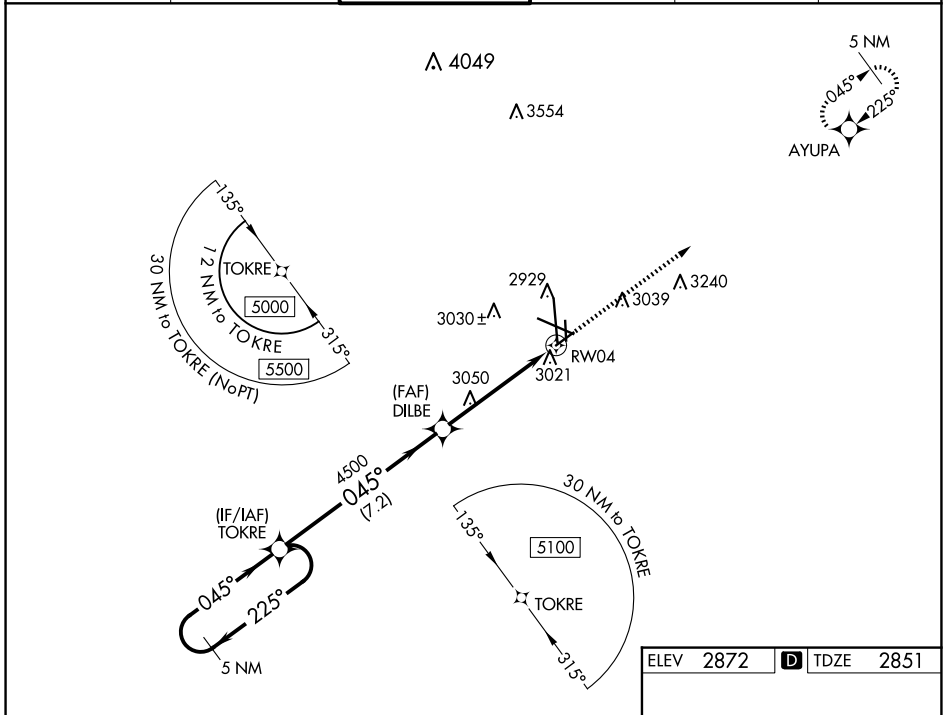 4049
3554
5 NM
045°
225°
AYUPA
135°
TOKRE
5000
12 NM to TOKRE
315°
5500
30 NM to TOKRE (NoPT)
2929
3030±
3039
3240
RW04
3021
3050
(FAF)
DILBE
4500
045°
(7.2)
(IF/IAF)
TOKRE
045°
225°
5 NM
30 NM to TOKRE
135°
5100
TOKRE
315°
ELEV 2872 D TDZE 2851